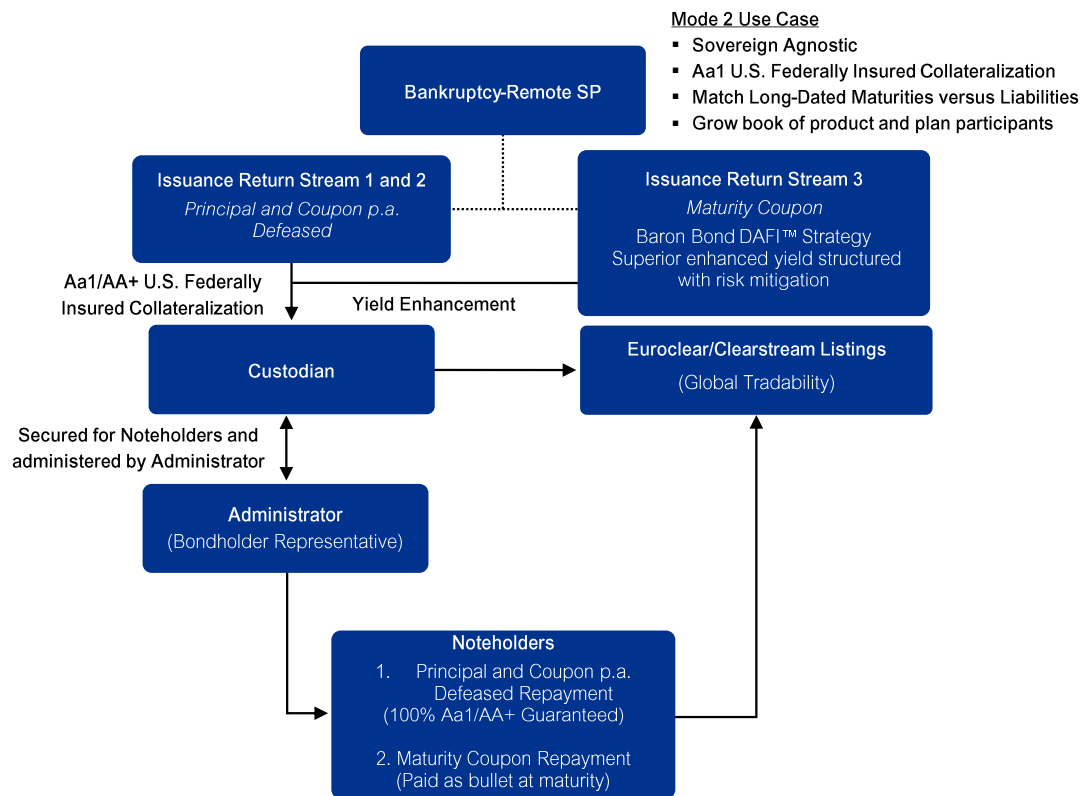 Mode 2 Use Case
▪ Sovereign Agnostic
▪ Aa1 U.S. Federally Insured Collateralization
▪ Match Long-Dated Maturities versus Liabilities
▪ Grow book of product and plan participants
Bankruptcy-Remote SP
Issuance Return Stream 1 and 2
Principal and Coupon p.a.
Defeased
Issuance Return Stream 3
Maturity Coupon
Baron Bond DAFI™ Strategy
Superior enhanced yield structured
with risk mitigation
Aa1/AA+ U.S. Federally
Insured Collateralization
Yield Enhancement
Custodian
Euroclear/Clearstream Listings
(Global Tradability)
Secured for Noteholders and
administered by Administrator
Administrator
(Bondholder Representative)
Noteholders
1. Principal and Coupon p.a.
Defeased Repayment
(100% Aa1/AA+ Guaranteed)
2. Maturity Coupon Repayment
(Paid as bullet at maturity)